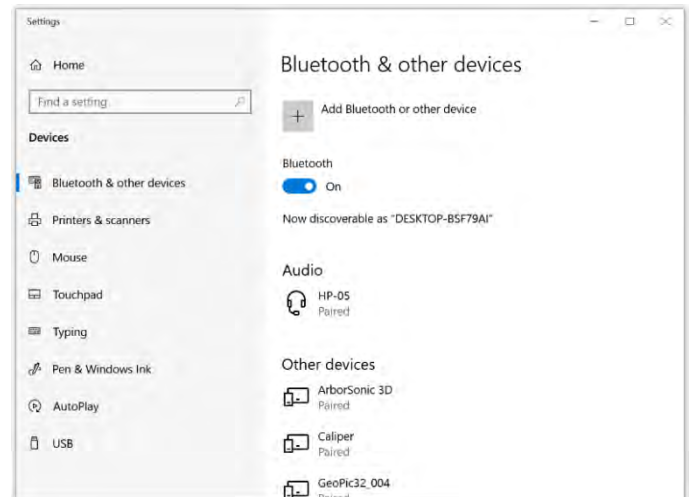 Settings
Home
Find a setting
Devices
Bluetooth & other devices
Printers & scanners
Mouse
Touchpad
Typing
Pen & Windows Ink
AutoPlay
USB
Bluetooth & other devices
Add Bluetooth or other device
Bluetooth
On
Now discoverable as "DESKTOP-BSF79AI"
Audio
HP-05
Paired
Other devices
ArborSonic 3D
Paired
Caliper
Paired
GeoPic32_004
Paired